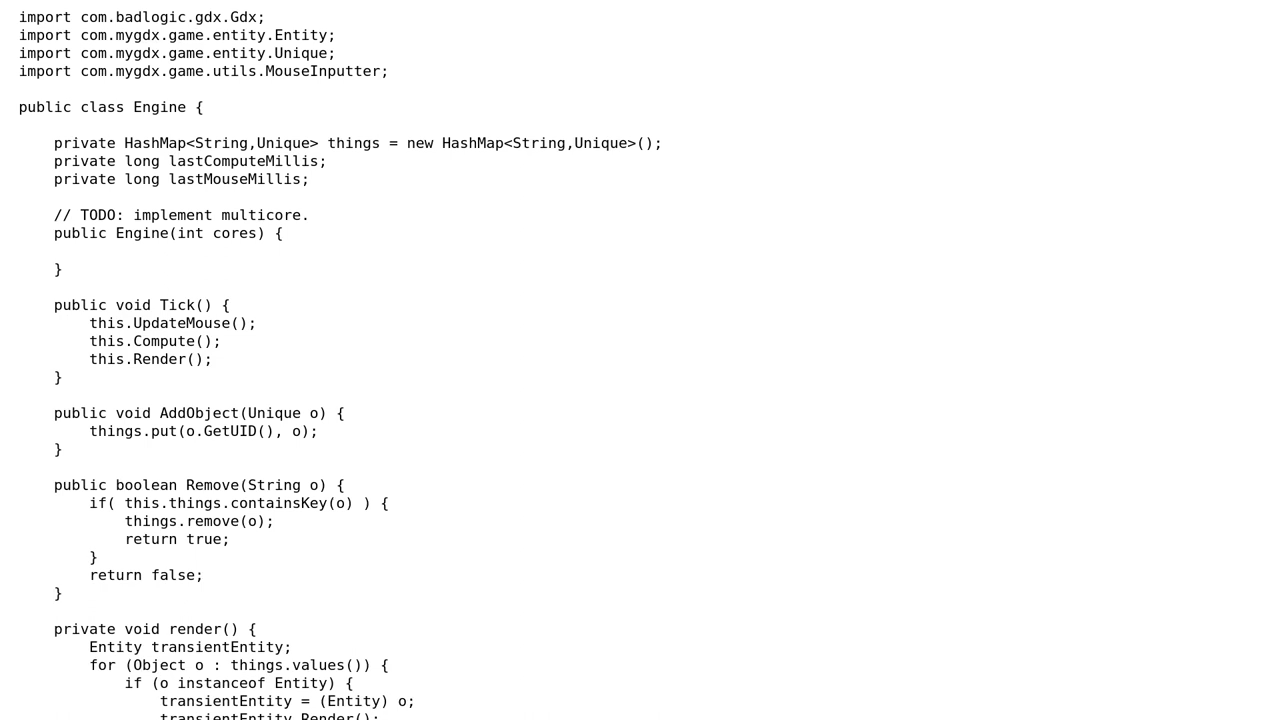 import com.badlogic.gdx.Gdx;
import com.mygdx.game.entity.Entity;
import com.mygdx.game.entity.Unique;
import com.mygdx.game.utils.MouseInputter;

public class Engine {

    private HashMap<String,Unique> things = new HashMap<String,Unique>();
    private long lastComputeMillis;
    private long lastMouseMillis;

    // TODO: implement multicore.
    public Engine(int cores) {

    }

    public void Tick() {
        this.UpdateMouse();
        this.Compute();
        this.Render();
    }

    public void AddObject(Unique o) {
        things.put(o.GetUID(), o);
    }

    public boolean Remove(String o) {
        if( this.things.containsKey(o) ) {
            things.remove(o);
            return true;
        }
        return false;
    }

    private void render() {
        Entity transientEntity;
        for (Object o : things.values()) {
            if (o instanceof Entity) {
                transientEntity = (Entity) o;
                transientEntity.Render();